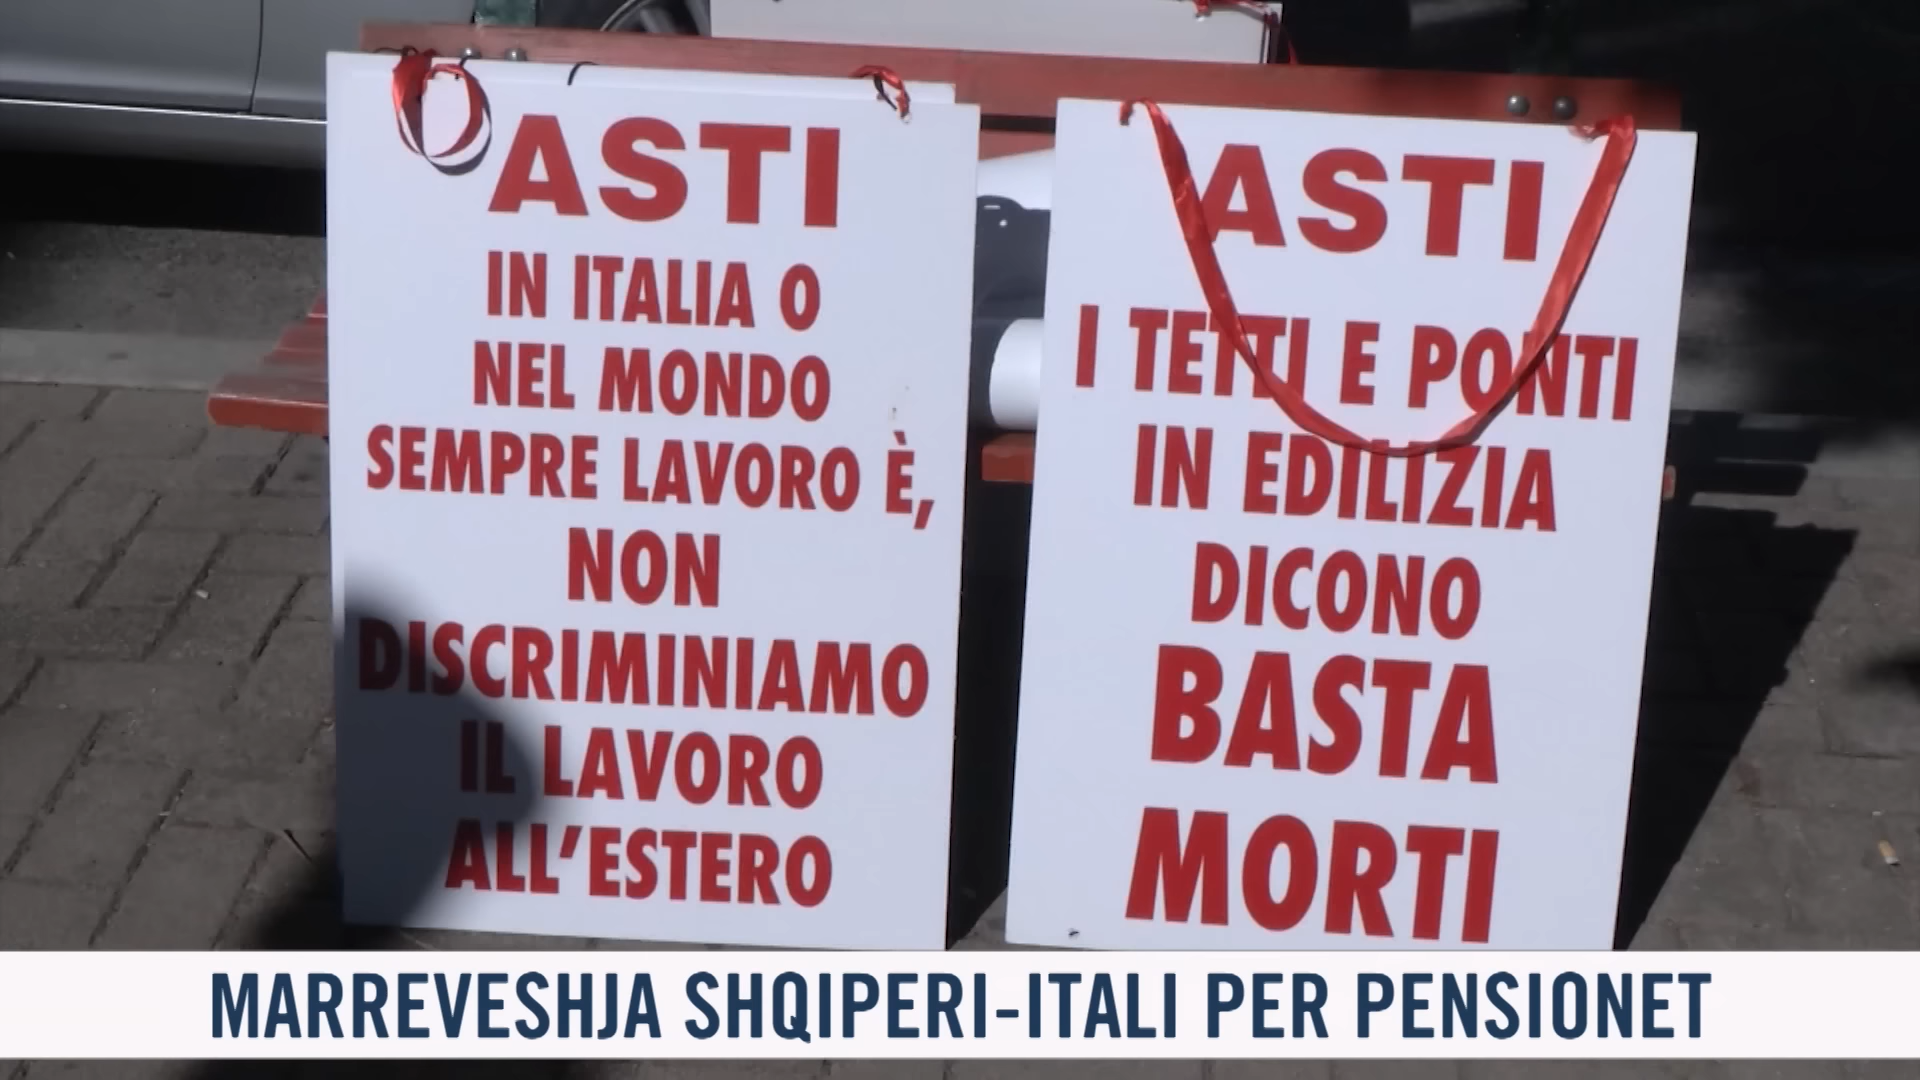 ASTI
IN ITALIA O
NEL MONDO
SEMPRE LAVORO È,
NON
DISCRIMINIAMO
IL LAVORO
ALL'ESTERO
ASTI
I TETTI E PONTI
IN EDILIZIA
DICONO
BASTA
MORTI
MARREVESHJA SHQIPERI-ITALI PER PENSIONET